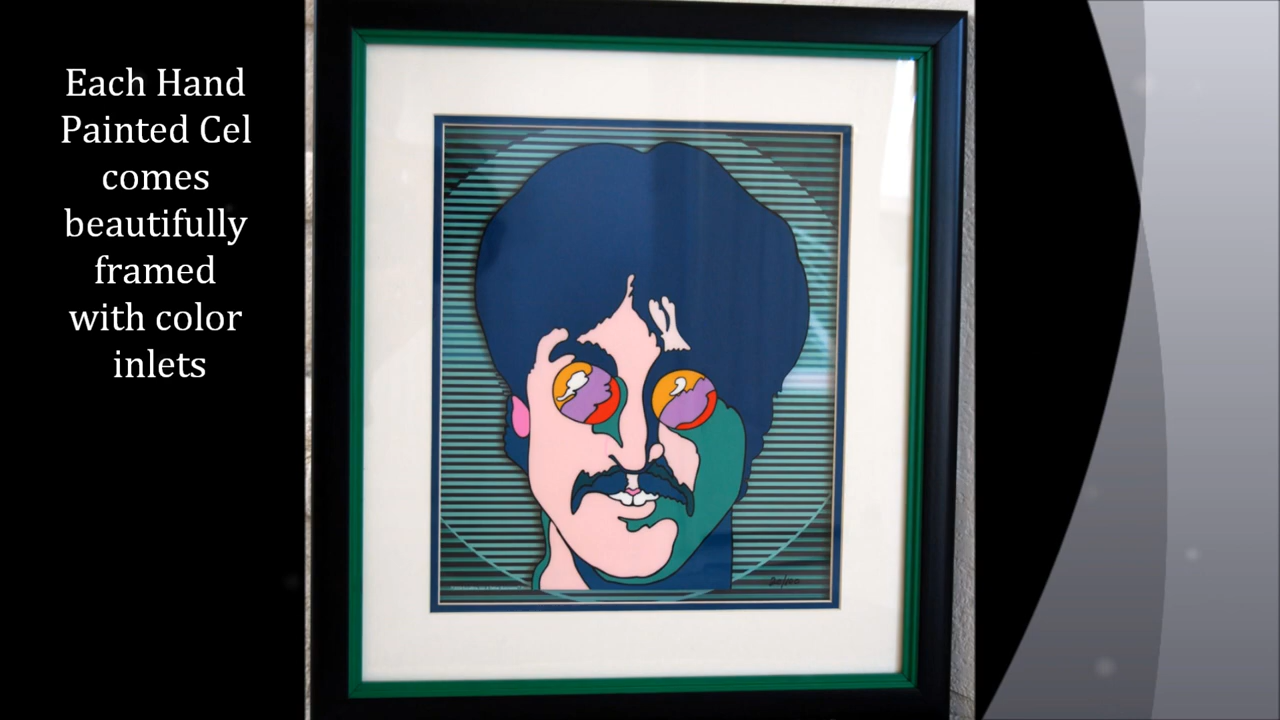 Each Hand
Painted Cel
comes
beautifully
framed
with color
inlets